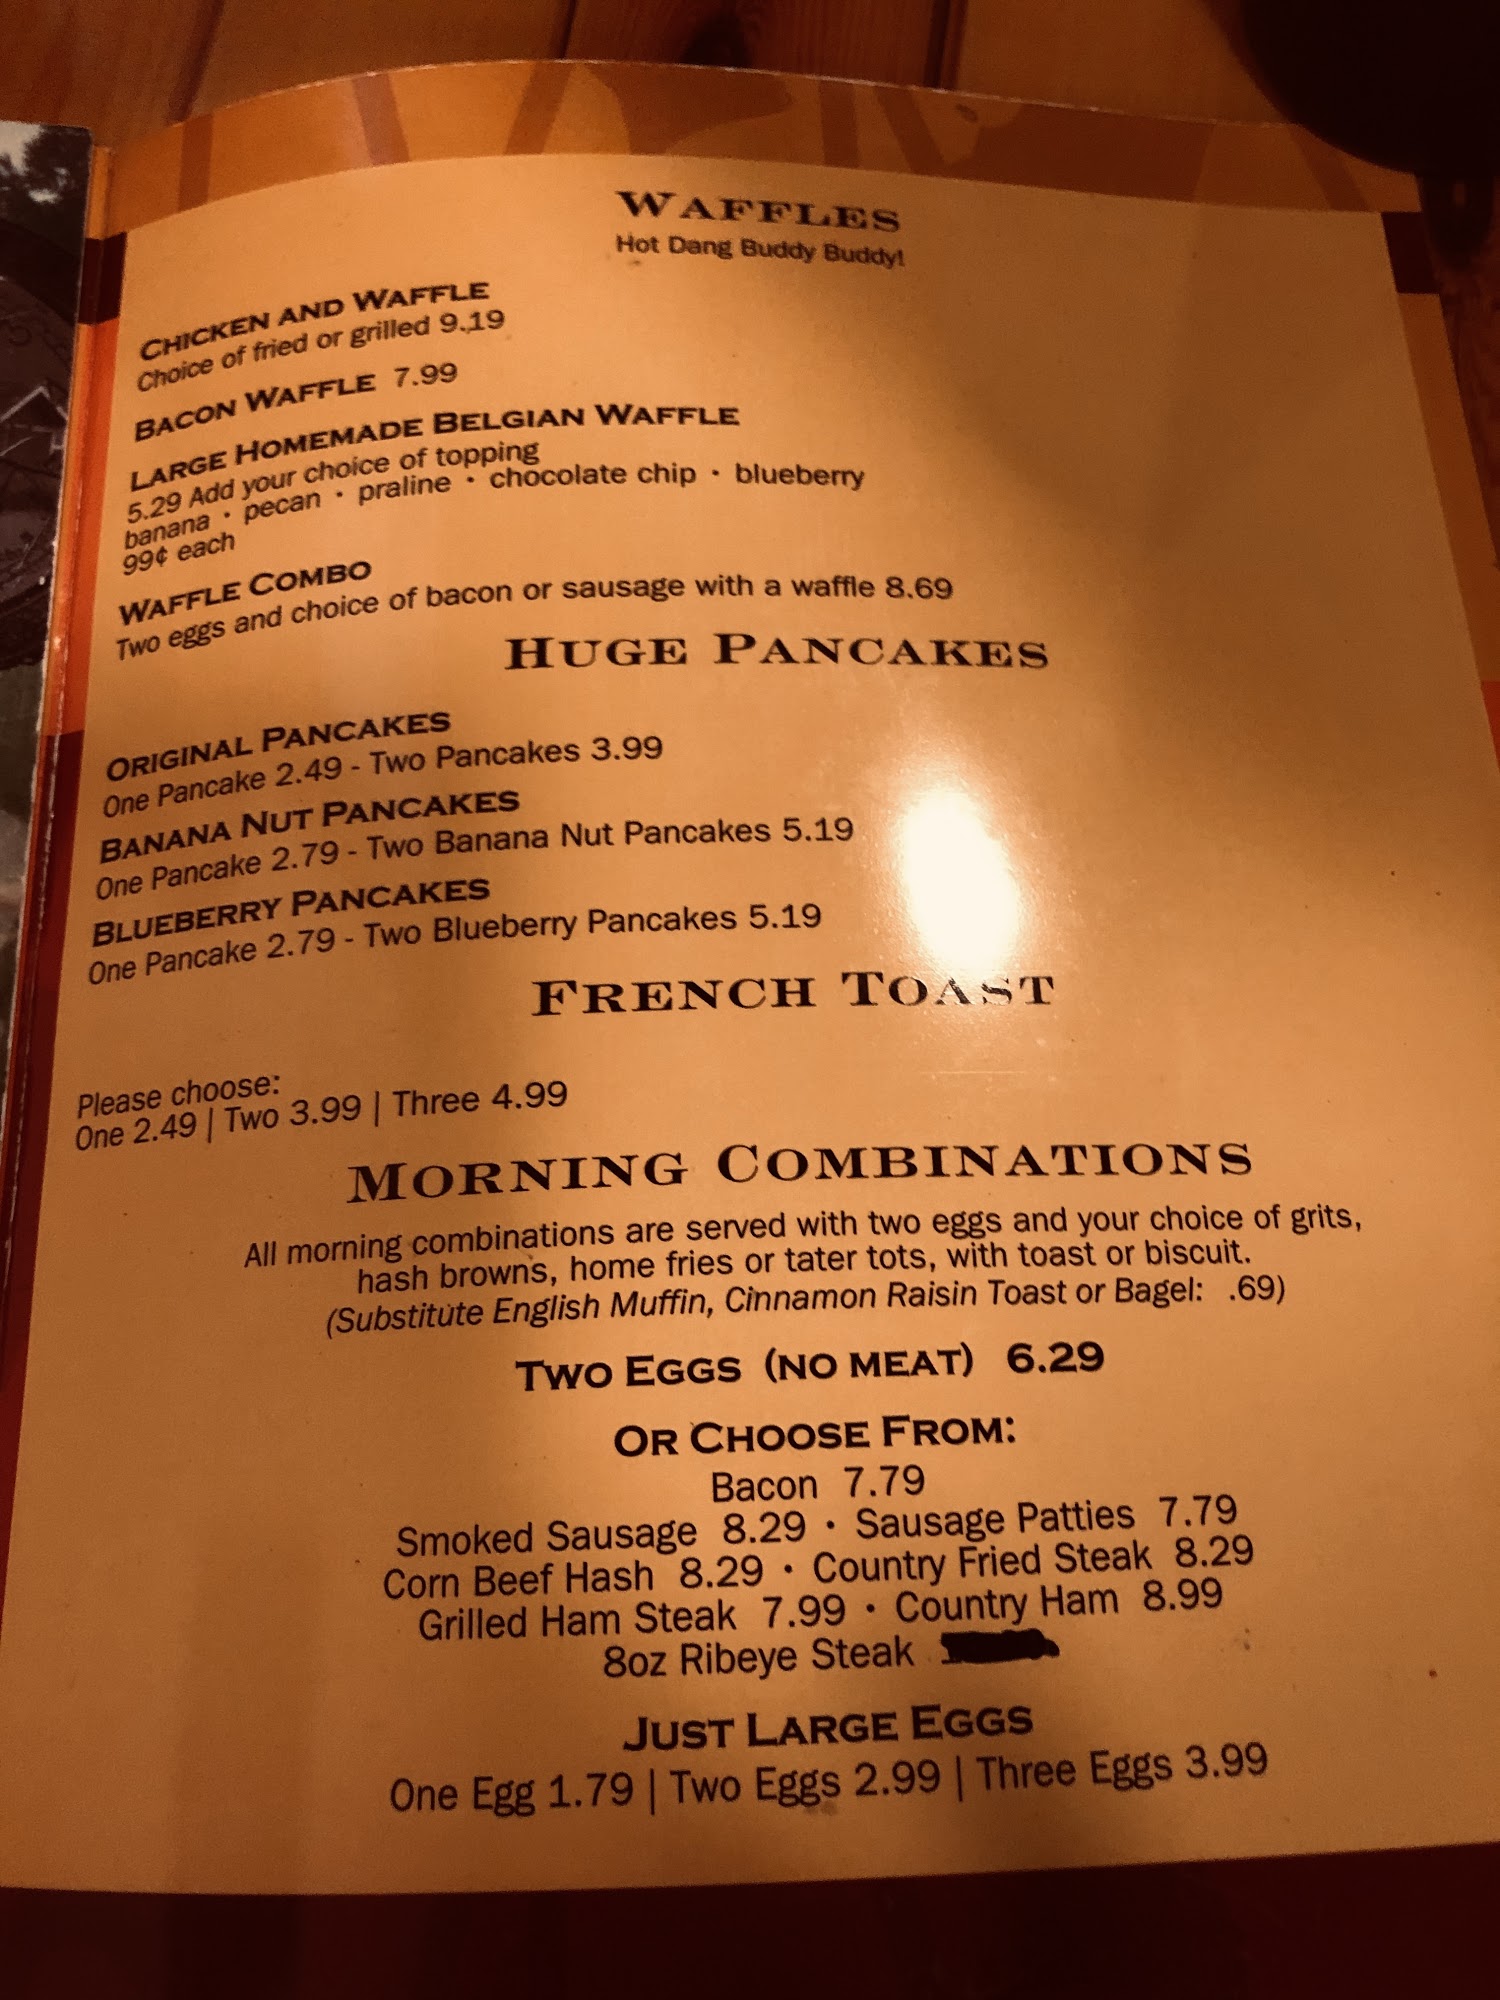 WAFFLES
Hot Dang Buddy Buddy!
CHICKEN AND WAFFLE
Choice of fried or grilled 9.19
BACON WAFFLE 7.99
LARGE HOMEMADE BELGIAN WAFFLE
5.29 Add your choice of topping
banana • pecan • praline • chocolate chip • blueberry
99¢ each
WAFFLE COMBO
Two eggs and choice of bacon or sausage with a waffle 8.69
HUGE PANCAKES
ORIGINAL PANCAKES
One Pancake 2.49 - Two Pancakes 3.99
BANANA NUT PANCAKES
One Pancake 2.79 - Two Banana Nut Pancakes 5.19
BLUEBERRY PANCAKES
One Pancake 2.79 - Two Blueberry Pancakes 5.19
FRENCH TOAST
Please choose:
One 2.49 | Two 3.99 | Three 4.99
MORNING COMBINATIONS
All morning combinations are served with two eggs and your choice of grits,
hash browns, home fries or tater tots, with toast or biscuit.
(Substitute English Muffin, Cinnamon Raisin Toast or Bagel: .69)
TWO EGGS (NO MEAT) 6.29
OR CHOOSE FROM:
Bacon 7.79
Smoked Sausage 8.29 • Sausage Patties 7.79
Corn Beef Hash 8.29 • Country Fried Steak 8.29
Grilled Ham Steak 7.99 • Country Ham 8.99
8oz Ribeye Steak
JUST LARGE EGGS
One Egg 1.79 | Two Eggs 2.99 | Three Eggs 3.99